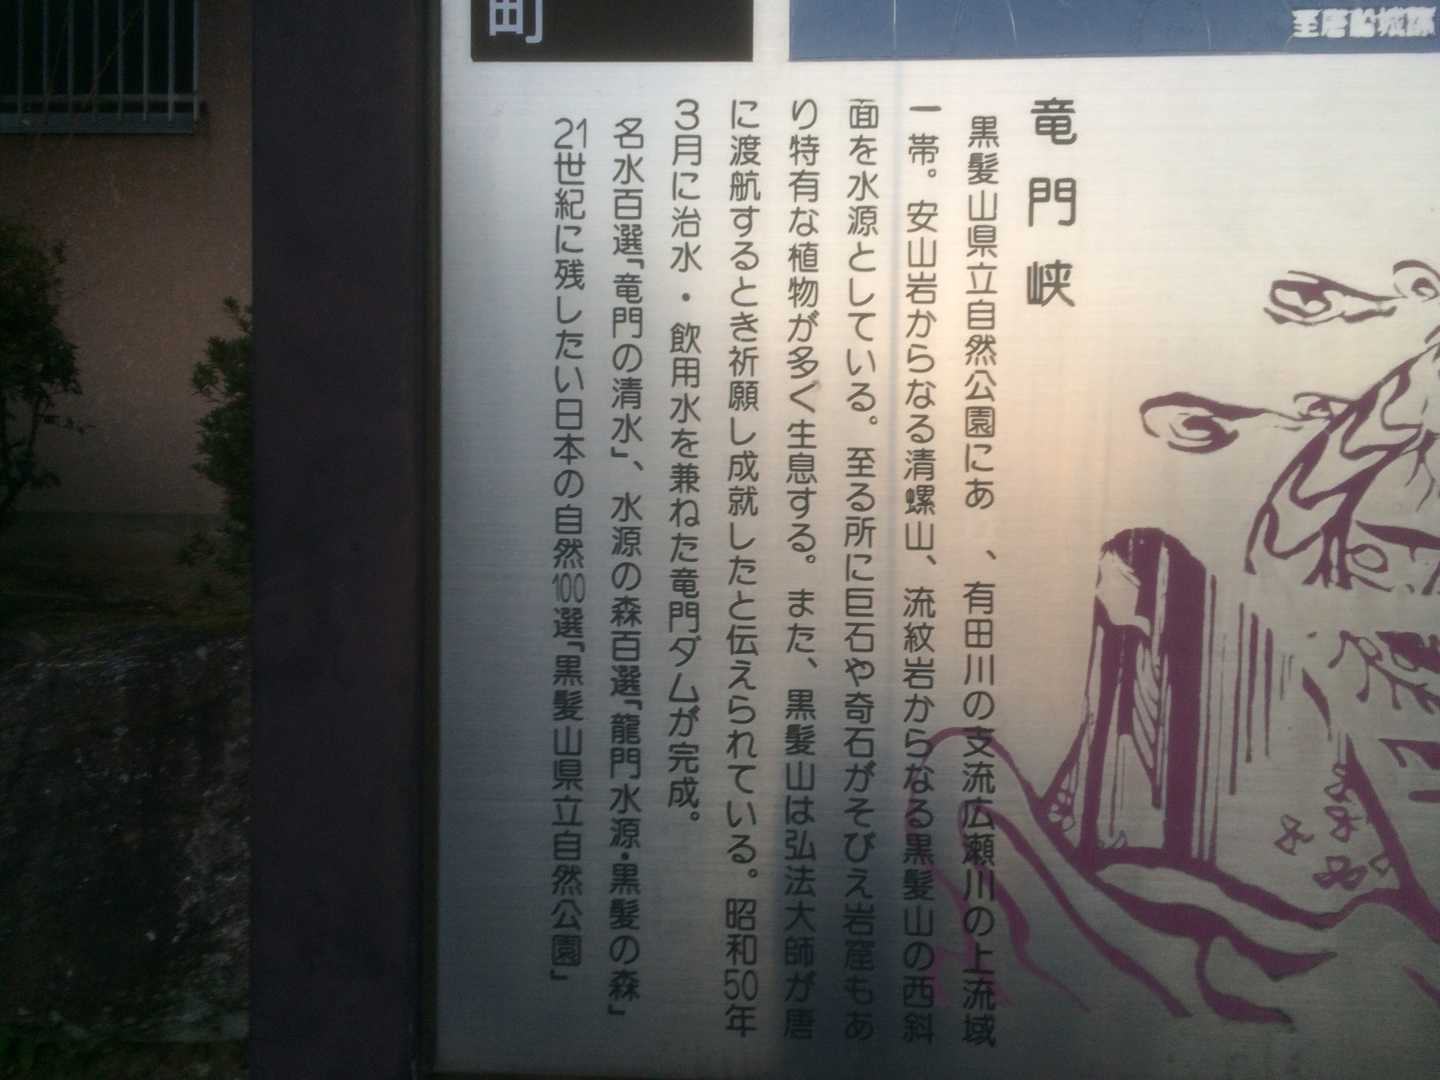 町
至唐船城跡
竜門峡
黒髪山県立自然公園にあ 、有田川の支流広瀬川の上流域
一帯。安山岩からなる清螺山、流紋岩からなる黒髪山の西斜
面を水源としている。至る所に巨石や奇石がそびえ岩窟もあ
り特有な植物が多く生息する。また、黒髪山は弘法大師が唐
に渡航するとき祈願し成就したと伝えられている。昭和50年
3月に治水・飲用水を兼ねた竜門ダムが完成。
名水百選「竜門の清水」、水源の森百選「龍門水源・黒髪の森」
21世紀に残したい日本の自然100選「黒髪山県立自然公園」